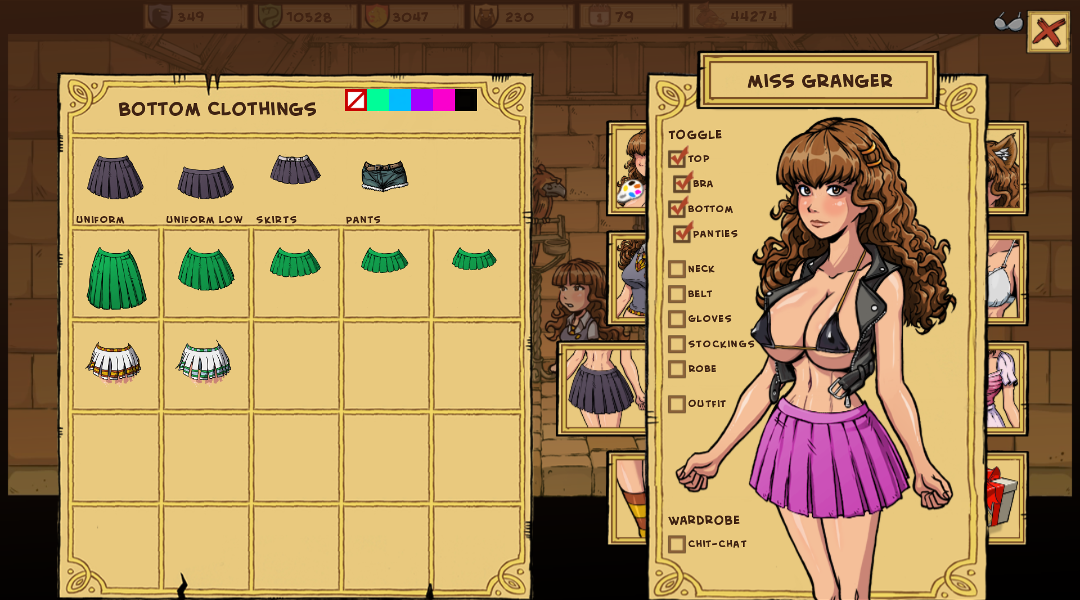 349
10528
3047
230
79
44274
BOTTOM CLOTHINGS
UNIFORM
UNIFORM LOW
SKIRTS
PANTS
MISS GRANGER
TOGGLE
TOP
BRA
BOTTOM
PANTIES
NECK
BELT
GLOVES
STOCKINGS
ROBE
OUTFIT
WARDROBE
CHIT-CHAT